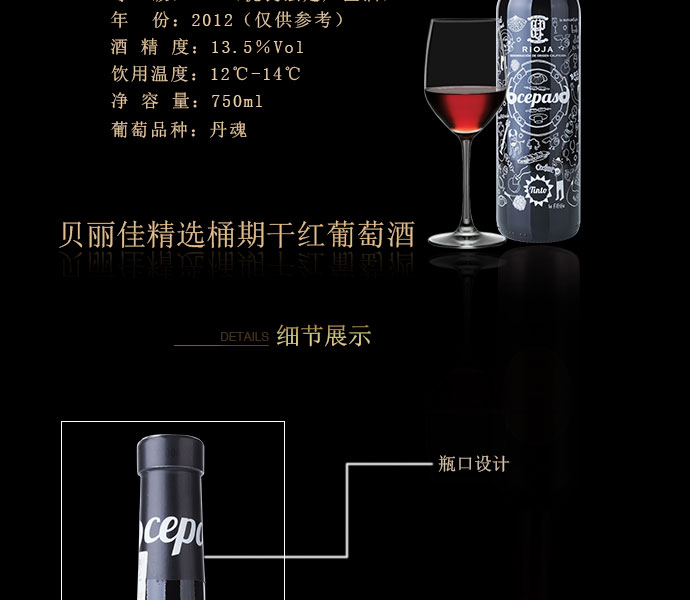 年 份：2012（仅供参考）
酒 精 度：13.5%Vol
饮用温度：12℃-14℃
净 容 量：750ml
葡萄品种：丹魂
RIOJA
cepas
Tinto
贝丽佳精选桶期干红葡萄酒
DETAILS 细节展示
瓶口设计
cepa